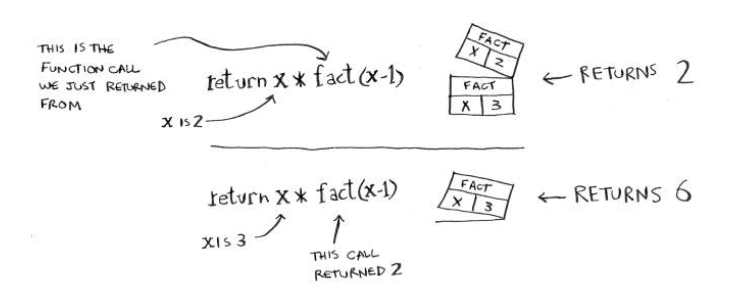 THIS IS THE
FUNCTION CALL
WE JUST RETURNED
FROM
return x * fact(x-1)
X IS 2
FACT
X 2
FACT
X 3
← RETURNS 2
return x * fact(x-1)
X IS 3
THIS CALL
RETURNED 2
FACT
X 3
← RETURNS 6